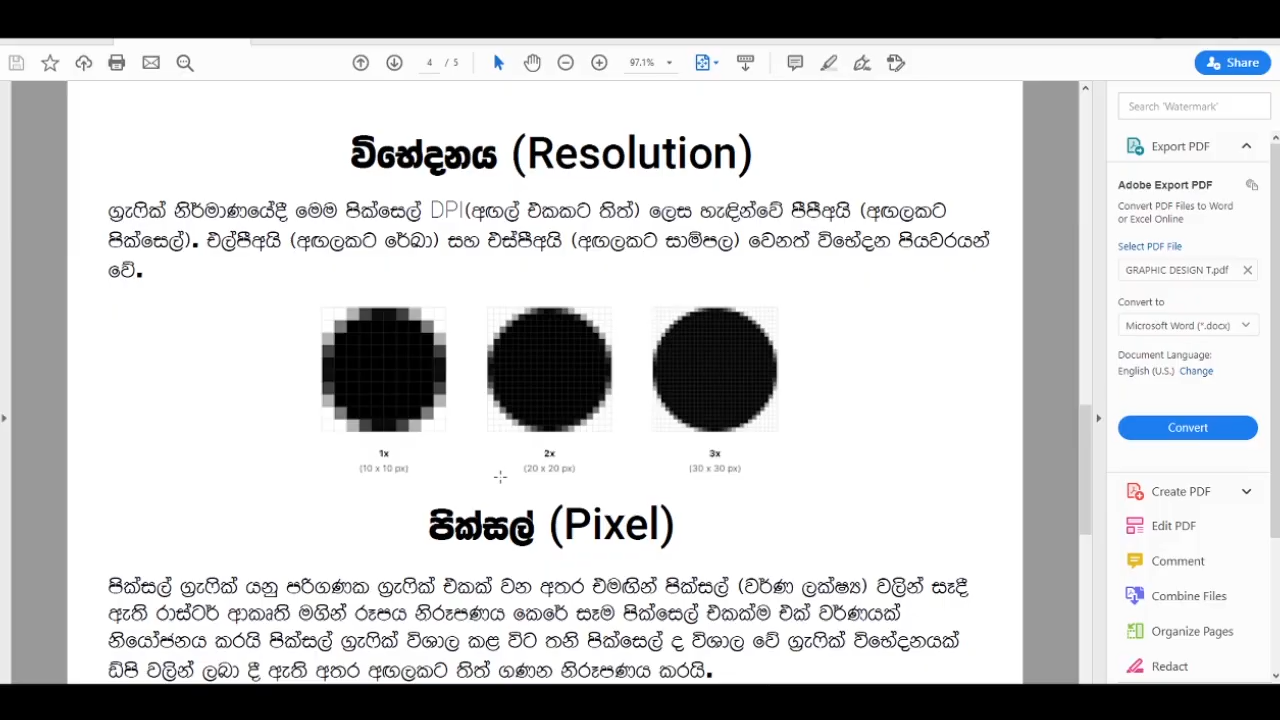 4 / 5
97.1%
Share
Search 'Watermark'
Export PDF
Adobe Export PDF
Convert PDF Files to Word
or Excel Online
Select PDF File
GRAPHIC DESIGN T.pdf
Convert to
Microsoft Word (*.docx)
Document Language:
English (U.S.) Change
Convert
Create PDF
Edit PDF
Comment
Combine Files
Organize Pages
Redact
විභේදනය (Resolution)
ග්‍රැෆික් නිර්මාණයේදී මෙම පික්සෙල් DPI(අඟල් එකකට තිත්) ලෙස හැඳින්වේ පීපීඅයි (අඟලකට
පික්සෙල්). එල්පීඅයි (අඟලකට රේඛා) සහ එස්පීඅයි (අඟලකට සාම්පල) වෙනත් විභේදන පියවරයන්
වේ.
1x 2x 3x
(10 x 10 px) (20 x 20 px) (30 x 30 px)
පික්සල් (Pixel)
පික්සල් ග්‍රැෆික් යනු පරිගණක ග්‍රැෆික් එකක් වන අතර එමඟින් පික්සල් (වර්ණ ලක්ෂ්‍ය) වලින් සෑදී
ඇති රාස්ටර් ආකෘති මගින් රූපය නිරූපණය කෙරේ සෑම පික්සෙල් එකක්ම එක් වර්ණයක්
නියෝජනය කරයි පික්සල් ග්‍රැෆික් විශාල කළ විට තනි පික්සෙල් ද විශාල වේ ග්‍රැෆික් විභේදනයක්
ඩ්පි වලින් ලබා දී ඇති අතර අඟලකට තිත් ගණන නිරූපණය කරයි.